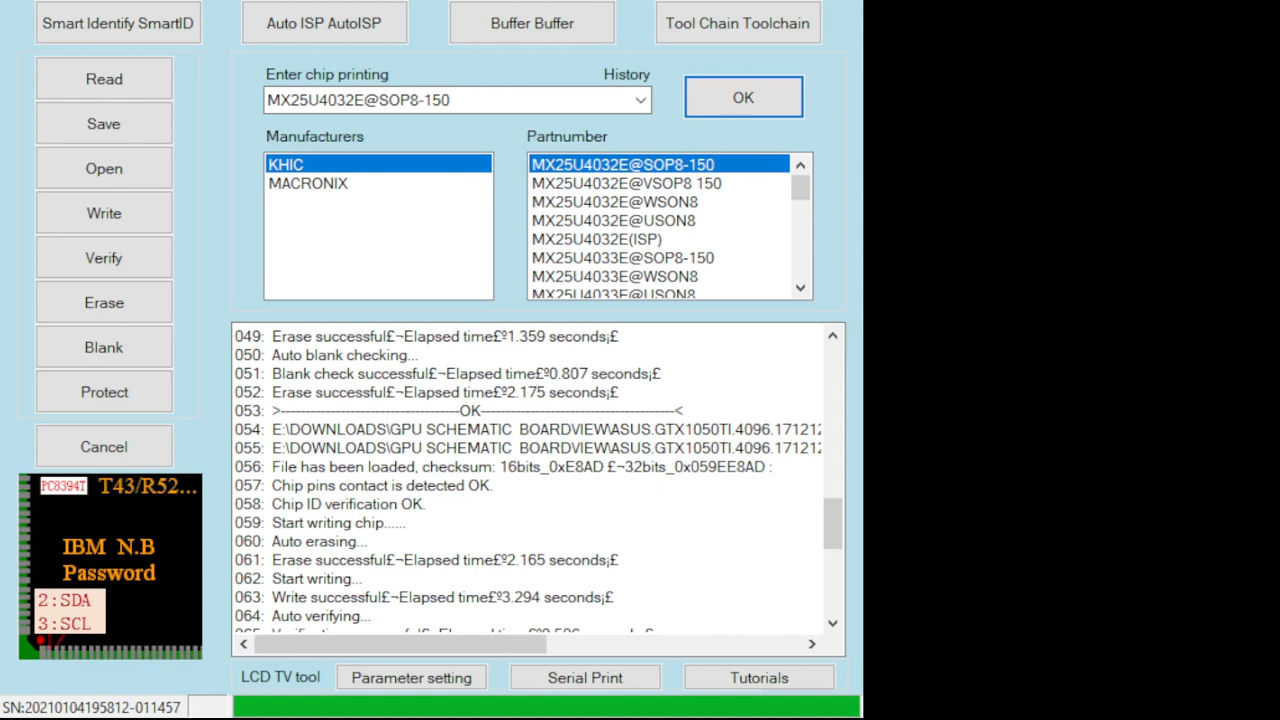 Smart Identify SmartID
Auto ISP AutoISP
Buffer Buffer
Tool Chain Toolchain
Read
Save
Open
Write
Verify
Erase
Blank
Protect
Cancel
Enter chip printing
History
MX25U4032E@SOP8-150
OK
Manufacturers
KHIC
MACRONIX
Partnumber
MX25U4032E@SOP8-150
MX25U4032E@VSOP8 150
MX25U4032E@WSON8
MX25U4032E@USON8
MX25U4032E(ISP)
MX25U4033E@SOP8-150
MX25U4033E@WSON8
MX25U4033E@USON8
049: Erase successful£¬Elapsed time£º1.359 seconds¡£
050: Auto blank checking...
051: Blank check successful£¬Elapsed time£º0.807 seconds¡£
052: Erase successful£¬Elapsed time£º2.175 seconds¡£
053: >------------------------------------OK---------------------------------------<
054: E:\DOWNLOADS\GPU SCHEMATIC BOARDVIEW\ASUS.GTX1050TI.4096.171212
055: E:\DOWNLOADS\GPU SCHEMATIC BOARDVIEW\ASUS.GTX1050TI.4096.171212
056: File has been loaded, checksum: 16bits_0xE8AD £¬32bits_0x059EE8AD :
057: Chip pins contact is detected OK.
058: Chip ID verification OK.
059: Start writing chip......
060: Auto erasing...
061: Erase successful£¬Elapsed time£º2.165 seconds¡£
062: Start writing...
063: Write successful£¬Elapsed time£º3.294 seconds¡£
064: Auto verifying...
PC8394T T43/R52...
IBM N.B
Password
2:SDA
3:SCL
LCD TV tool
Parameter setting
Serial Print
Tutorials
SN:20210104195812-011457